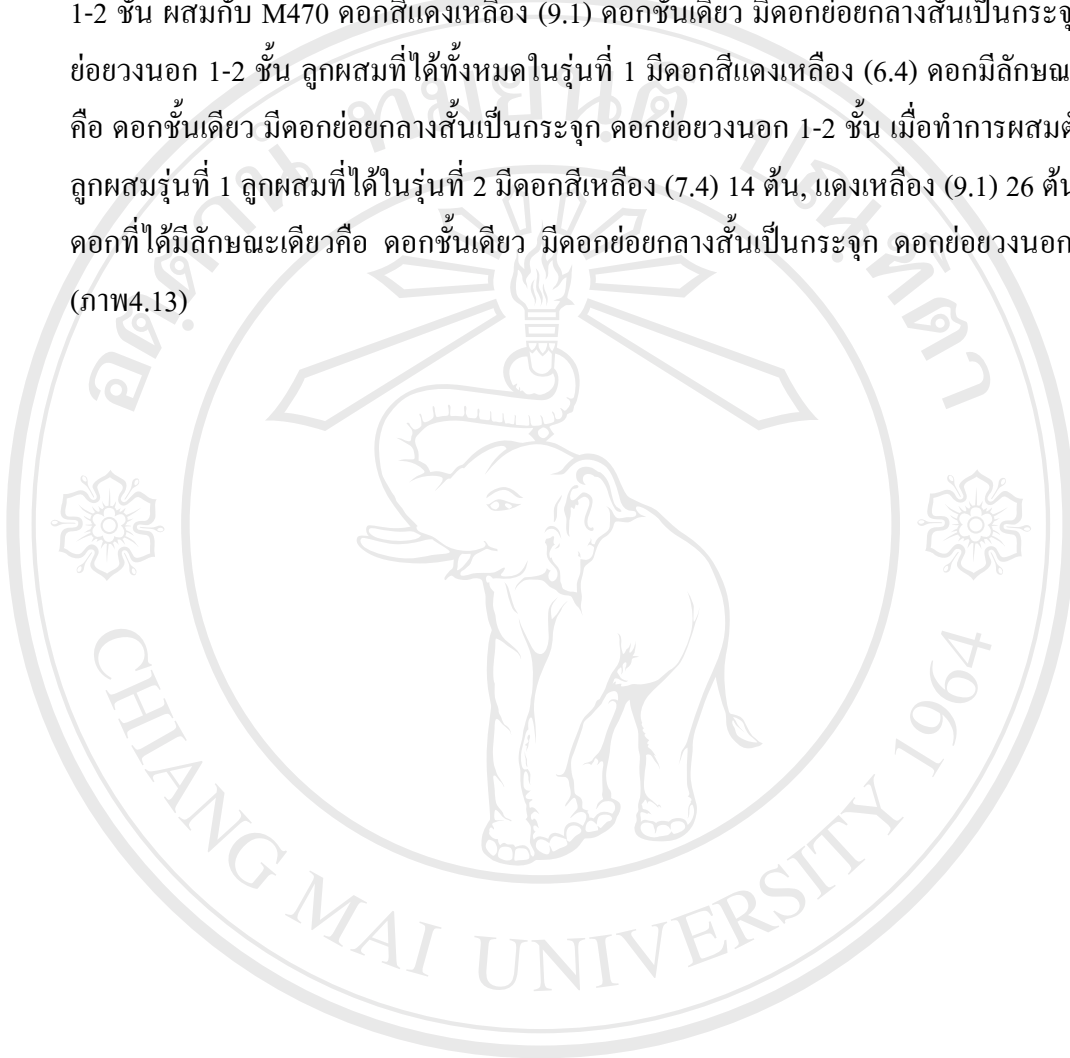 1-2 ชั้น ผสมกับ M470 ดอกสีแดงเหลือง (9.1) ดอกชั้นเดียว มีดอกย่อยกลางสั้นเป็นกระจุ
ย่อยวงนอก 1-2 ชั้น ลูกผสมที่ได้ทั้งหมดในรุ่นที่ 1 มีดอกสีแดงเหลือง (6.4) ดอกมีลักษณ
คือ ดอกชั้นเดียว มีดอกย่อยกลางสั้นเป็นกระจุก ดอกย่อยวงนอก 1-2 ชั้น เมื่อทำการผสมตั
ลูกผสมรุ่นที่ 1 ลูกผสมที่ได้ในรุ่นที่ 2 มีดอกสีเหลือง (7.4) 14 ต้น, แดงเหลือง (9.1) 26 ต้น
ดอกที่ได้มีลักษณะเดียวคือ ดอกชั้นเดียว มีดอกย่อยกลางสั้นเป็นกระจุก ดอกย่อยวงนอก
(ภาพ4.13)
อตฺตานํ ทมยนฺติ ปณฺฑิตา
CHIANG MAI UNIVERSITY 1964